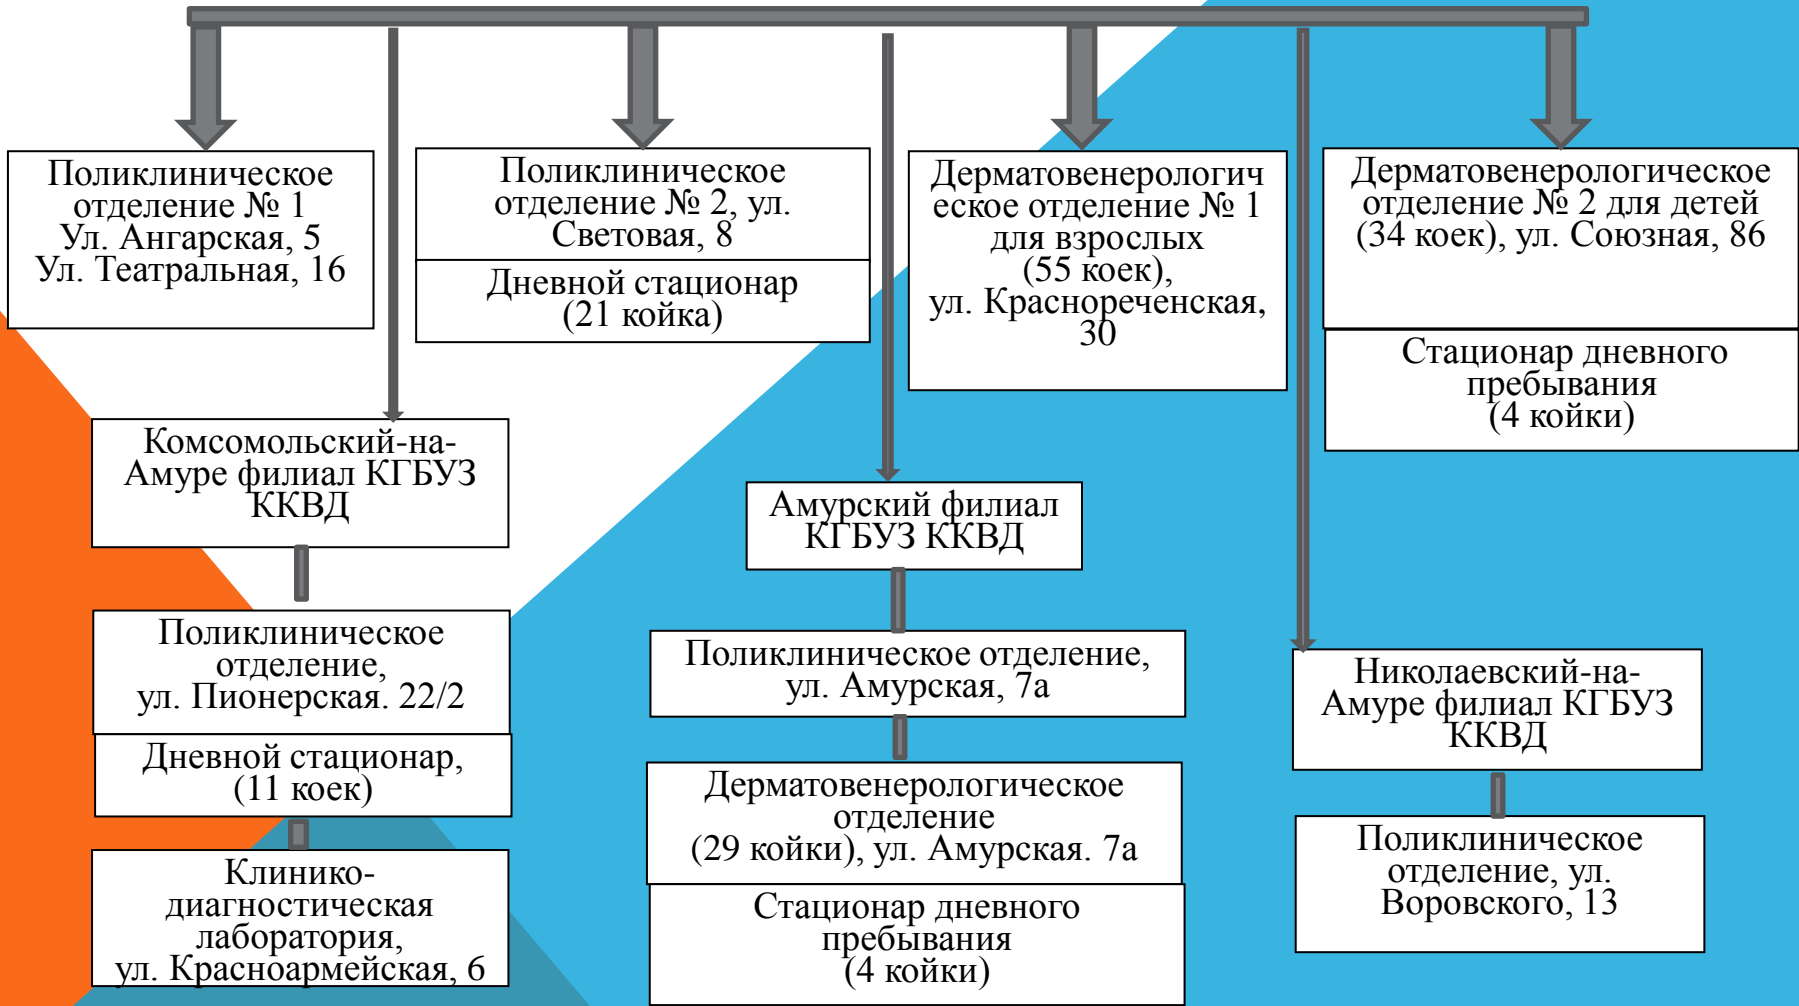 Поликлиническое
отделение № 1
Ул. Ангарская, 5
Ул. Театральная, 16
Поликлиническое
отделение № 2, ул.
Световая, 8
Дневной стационар
(21 койка)
Дерматовенерологич
еское отделение № 1
для взрослых
(55 коек),
ул. Краснореченская,
30
Дерматовенерологическое
отделение № 2 для детей
(34 коек), ул. Союзная, 86
Стационар дневного
пребывания
(4 койки)
Комсомольский-на-
Амуре филиал КГБУЗ
ККВД
Поликлиническое
отделение,
ул. Пионерская. 22/2
Дневной стационар,
(11 коек)
Клинико-
диагностическая
лаборатория,
ул. Красноармейская, 6
Амурский филиал
КГБУЗ ККВД
Поликлиническое отделение,
ул. Амурская, 7а
Дерматовенерологическое
отделение
(29 койки), ул. Амурская. 7а
Стационар дневного
пребывания
(4 койки)
Николаевский-на-
Амуре филиал КГБУЗ
ККВД
Поликлиническое
отделение, ул.
Воровского, 13